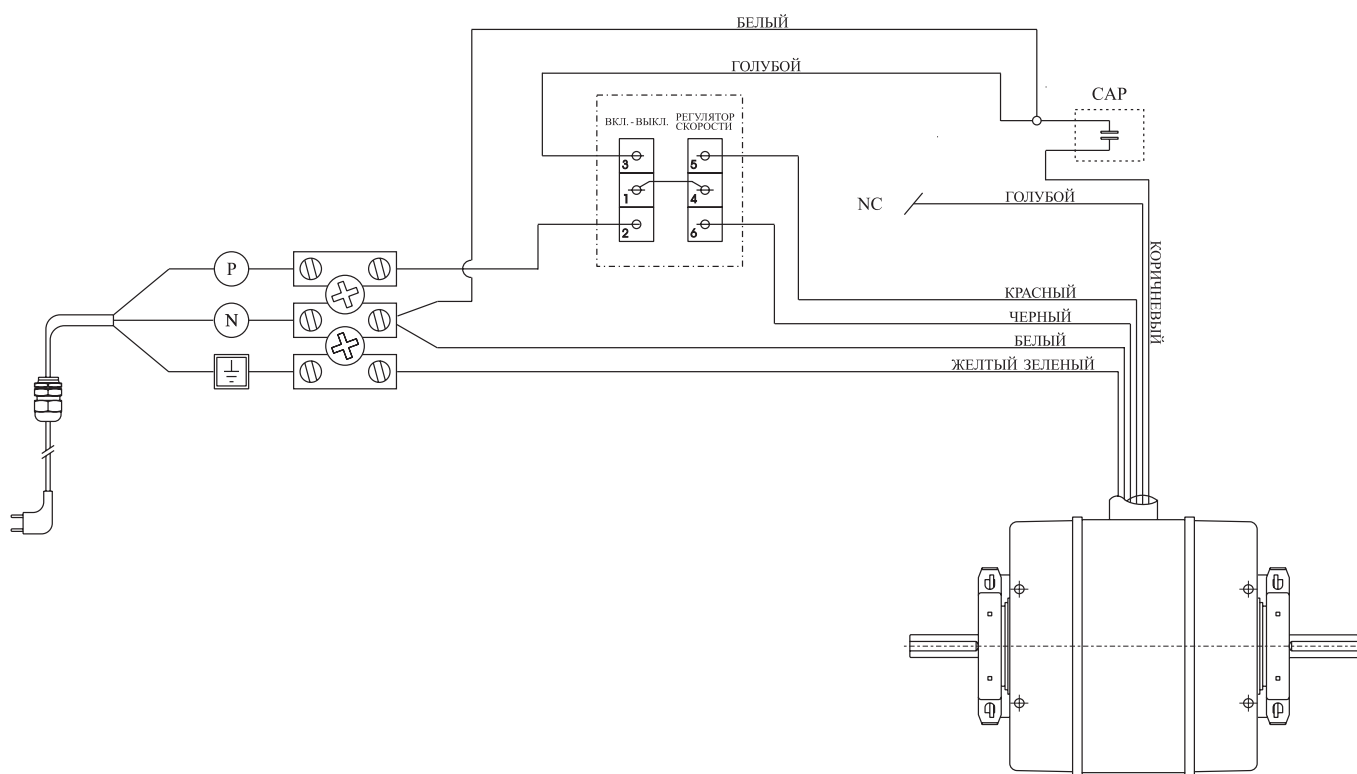 БЕЛЫЙ
ГОЛУБОЙ
CAP
ВКЛ. - ВЫКЛ.
РЕГУЛЯТОР
СКОРОСТИ
3
5
1
4
2
6
NC
ГОЛУБОЙ
КОРИЧНЕВЫЙ
P
КРАСНЫЙ
N
ЧЕРНЫЙ
БЕЛЫЙ
ЖЕЛТЫЙ ЗЕЛЕНЫЙ